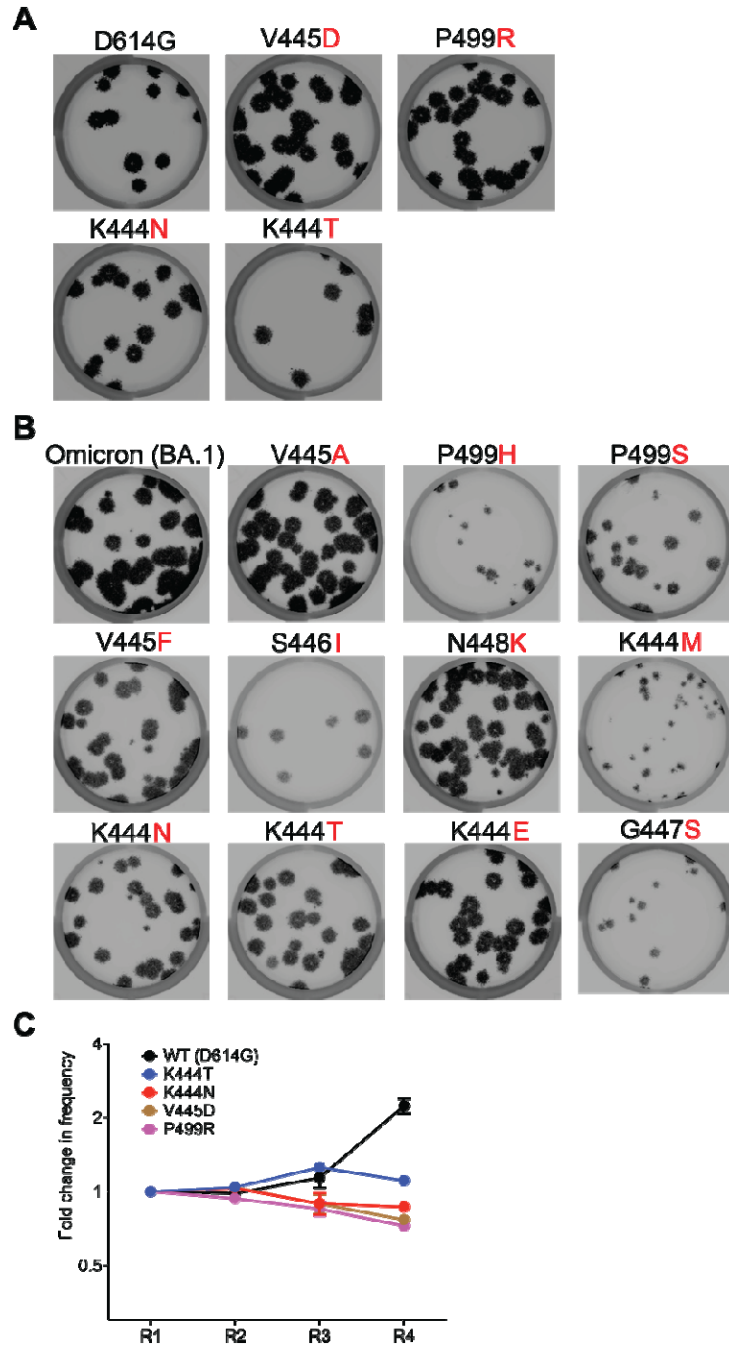 A
D614G V445D P499R
K444N K444T
B
Omicron (BA.1) V445A P499H P499S
V445F S446I N448K K444M
K444N K444T K444E G447S
C
Fold change in frequency
4
2
1
0.5
WT (D614G)
K444T
K444N
V445D
P499R
R1 R2 R3 R4